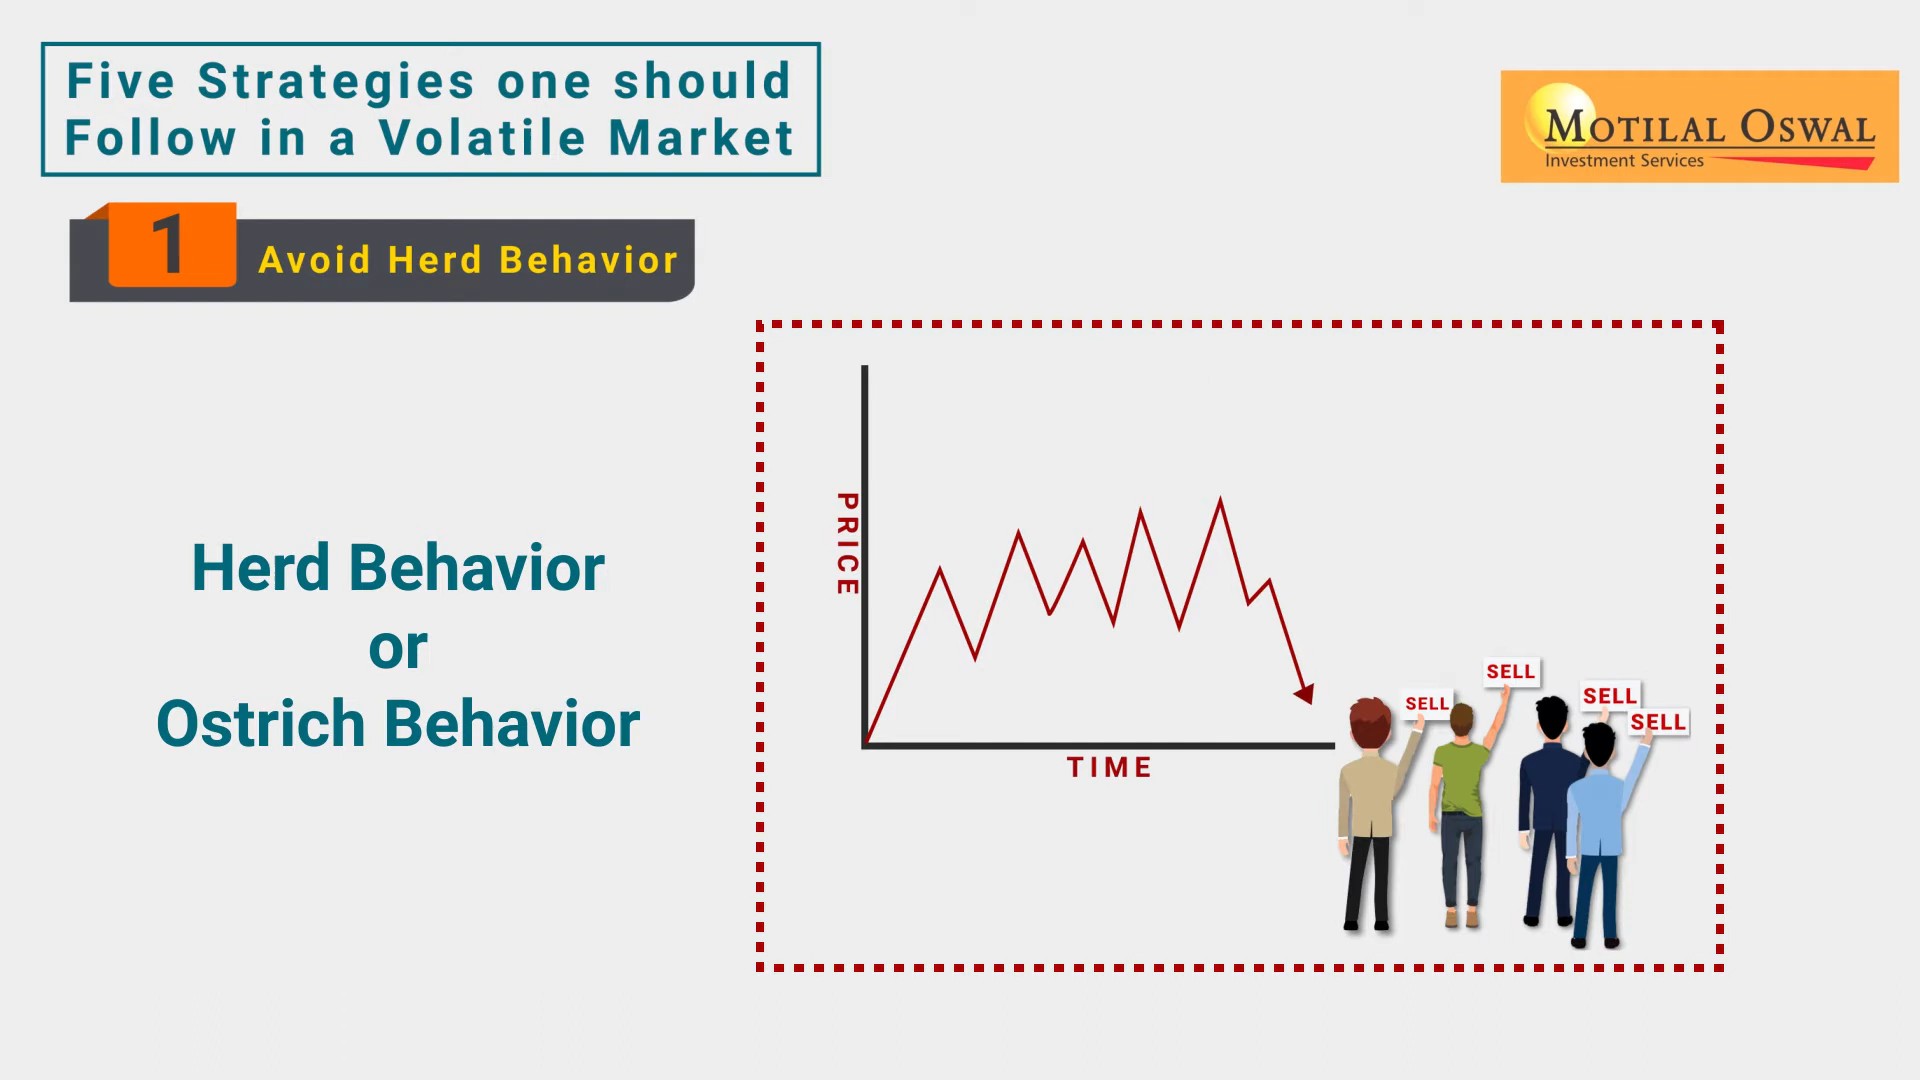 Five Strategies one should
Follow in a Volatile Market
MOTILAL OSWAL
Investment Services
1
Avoid Herd Behavior
Herd Behavior
or
Ostrich Behavior
PRICE
TIME
SELL
SELL
SELL
SELL